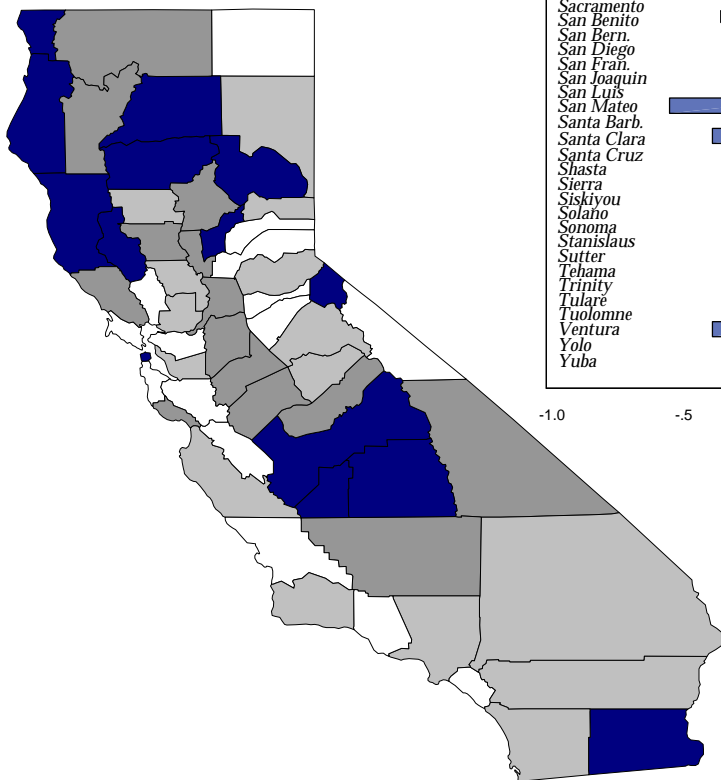 Sacramento
San Benito
San Bern.
San Diego
San Fran.
San Joaquin
San Luis
San Mateo
Santa Barb.
Santa Clara
Santa Cruz
Shasta
Sierra
Siskiyou
Solano
Sonoma
Stanislaus
Sutter
Tehama
Trinity
Tulare
Tuolomne
Ventura
Yolo
Yuba
-1.0 -.5